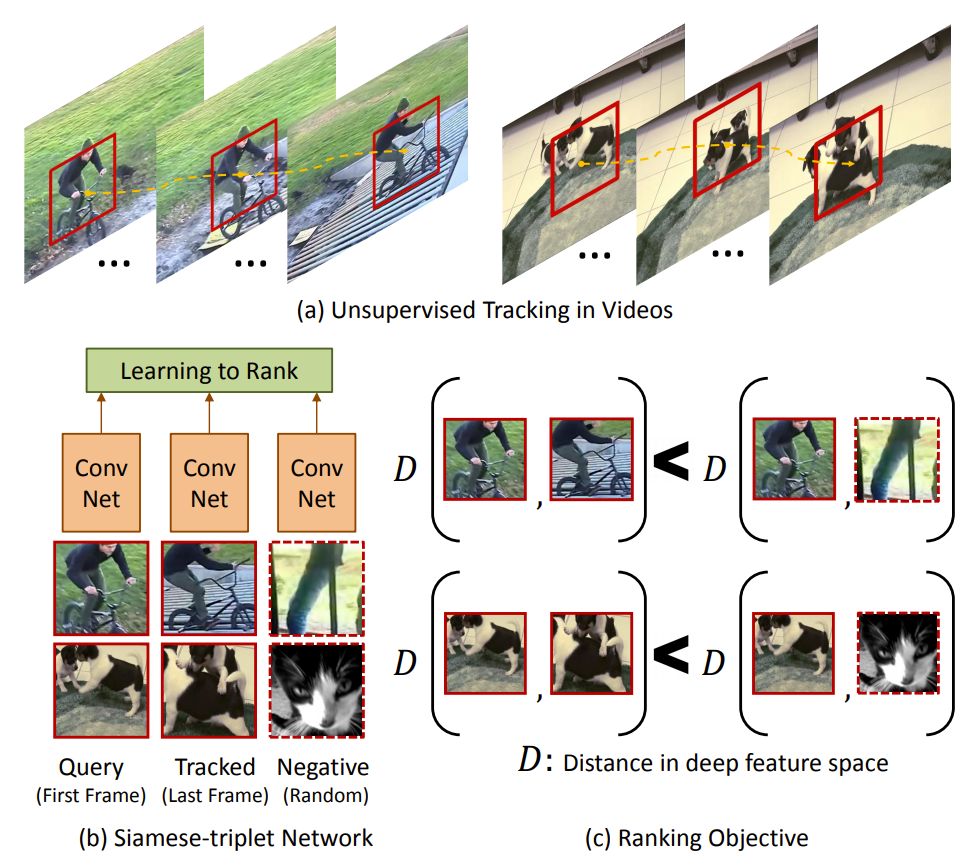 ...
...
...
...
(a) Unsupervised Tracking in Videos
Learning to Rank
Conv
Net
Conv
Net
Conv
Net
Query
(First Frame)
Tracked
(Last Frame)
Negative
(Random)
(b) Siamese-triplet Network
D ( , ) < D ( , )
D ( , ) < D ( , )
D: Distance in deep feature space
(c) Ranking Objective